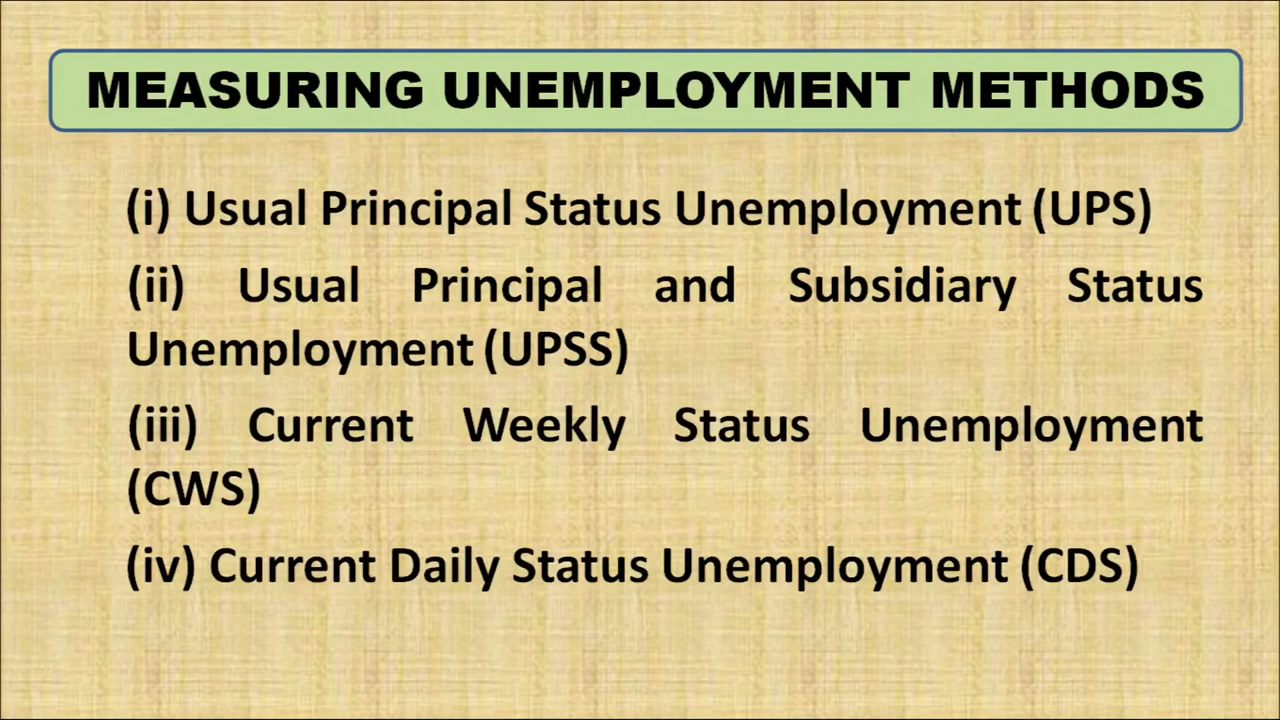 MEASURING UNEMPLOYMENT METHODS
(i) Usual Principal Status Unemployment (UPS)
(ii) Usual Principal and Subsidiary Status
Unemployment (UPSS)
(iii) Current Weekly Status Unemployment
(CWS)
(iv) Current Daily Status Unemployment (CDS)